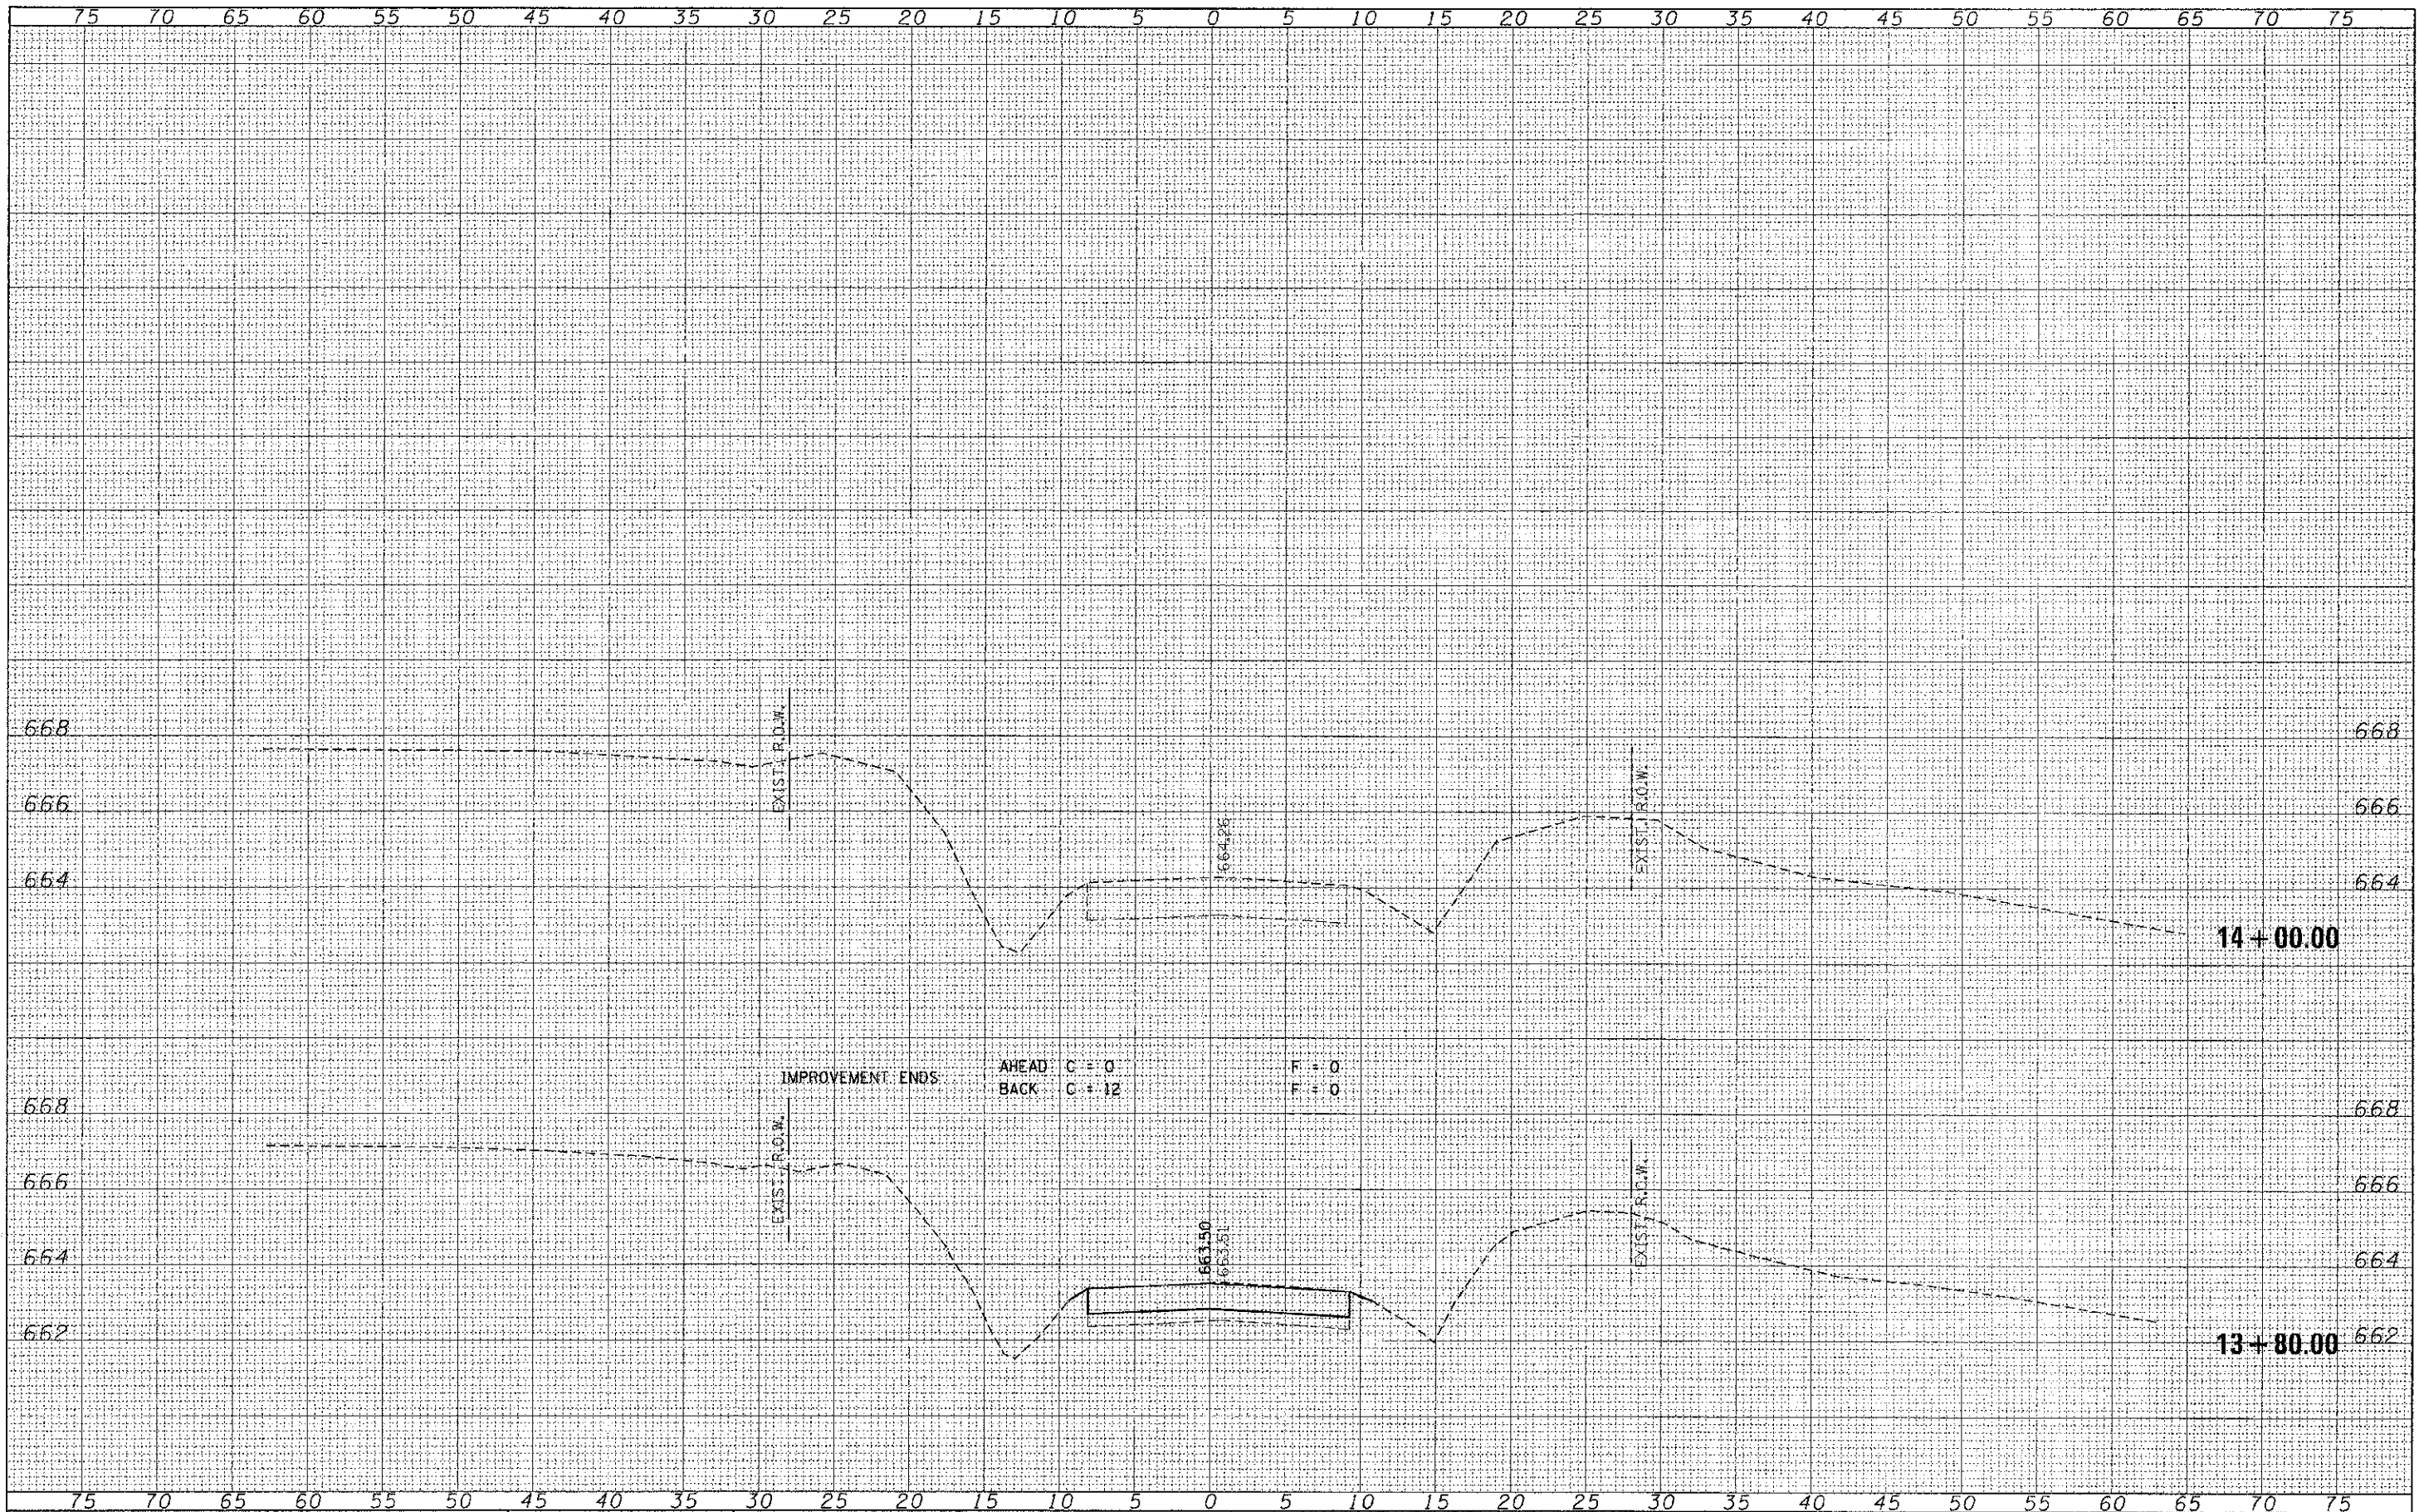 75 70 65 60 55 50 45 40 35 30 25 20 15 10 5 0 5 10 15 20 25 30 35 40 45 50 55 60 65 70 75
EXIST. R.O.W.
668 668
EXIST. R.O.W.
666 666
664.26
664 664
14+00.00
IMPROVEMENT ENDS
AHEAD C = 0 F = 0
BACK C = 12 F = 0
668 668
EXIST. R.O.W.
EXIST. R.O.W.
666 666
663.50
663.51
664 664
662 662
13+80.00
75 70 65 60 55 50 45 40 35 30 25 20 15 10 5 0 5 10 15 20 25 30 35 40 45 50 55 60 65 70 75